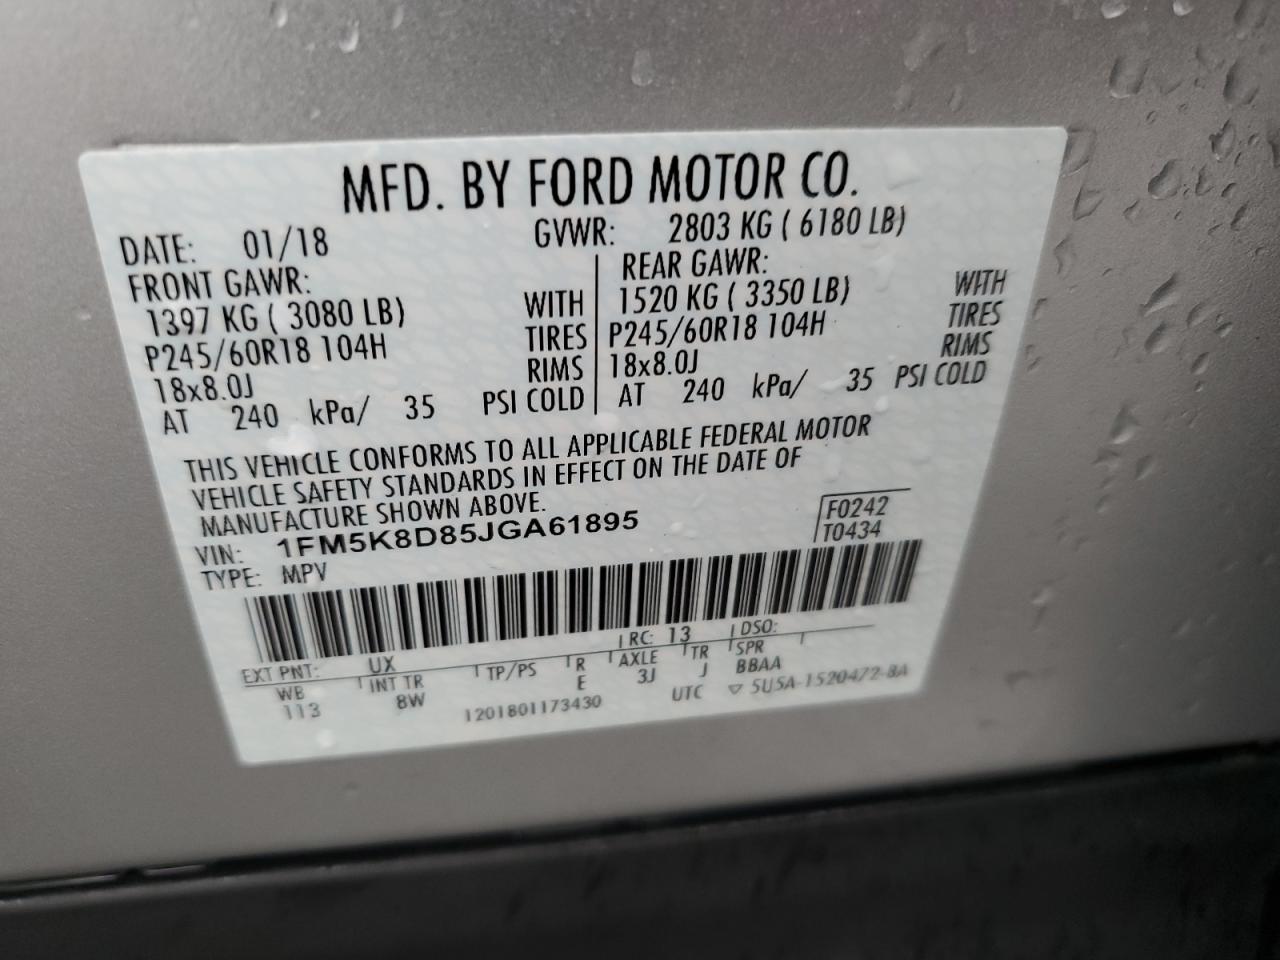 MFD. BY FORD MOTOR CO.
DATE: 01/18 GVWR: 2803 KG ( 6180 LB)
FRONT GAWR: REAR GAWR:
1397 KG ( 3080 LB) WITH 1520 KG ( 3350 LB) WITH
P245/60R18 104H TIRES P245/60R18 104H TIRES
18x8.0J RIMS 18x8.0J RIMS
AT 240 kPa/ 35 PSI COLD AT 240 kPa/ 35 PSI COLD
THIS VEHICLE CONFORMS TO ALL APPLICABLE FEDERAL MOTOR
VEHICLE SAFETY STANDARDS IN EFFECT ON THE DATE OF
MANUFACTURE SHOWN ABOVE.
F0242
VIN: 1FM5K8D85JGA61895
T0434
TYPE: MPV
EXT PNT: UX RC: 13 DSO:
WB INT TR TP/PS R AXLE TR SPR
113 8W E 3J J BBAA
1201801173430 UTC ▽ 5U5A-1520472-BA